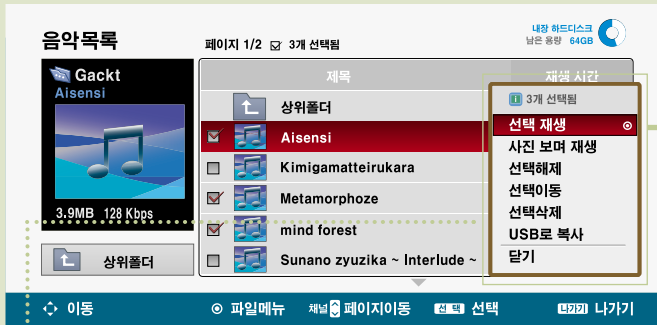 음악목록
페이지 1/2 3개 선택됨
내장 하드디스크
남은 용량 64GB
Gackt
Aisensi
3.9MB 128 Kbps
상위폴더
제목 재생 시간
상위폴더
Aisensi
Kimigamatteirukara
Metamorphoze
mind forest
Sunano zyuzika ~ Interlude ~
3개 선택됨
선택 재생
사진 보며 재생
선택해제
선택이동
선택삭제
USB로 복사
닫기
이동 파일메뉴 채널 페이지이동 선택 선택 나가기 나가기